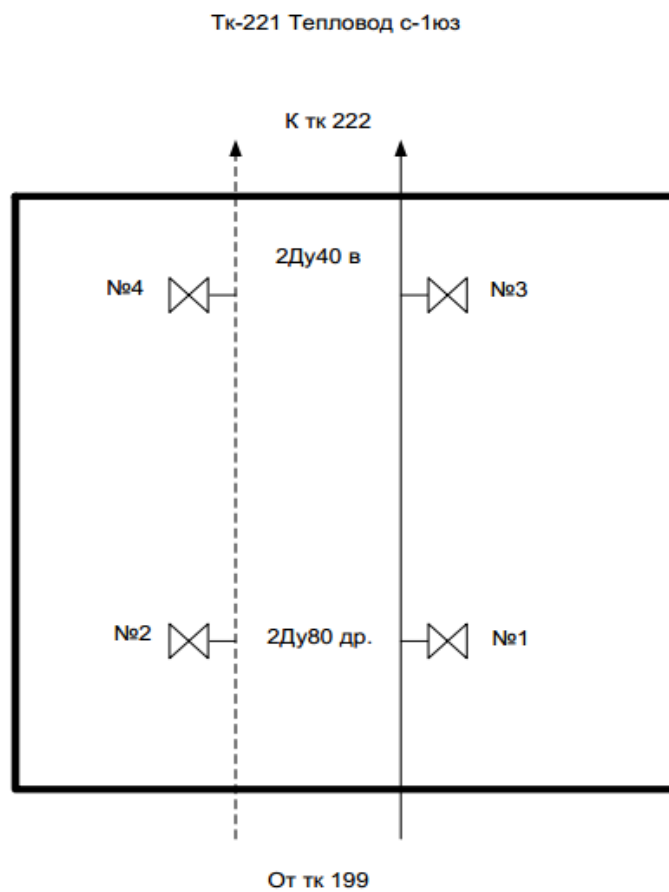 Тк-221 Тепловод с-1юз
К тк 222
2Ду40 в
№4
№3
№2
2Ду80 др.
№1
От тк 199